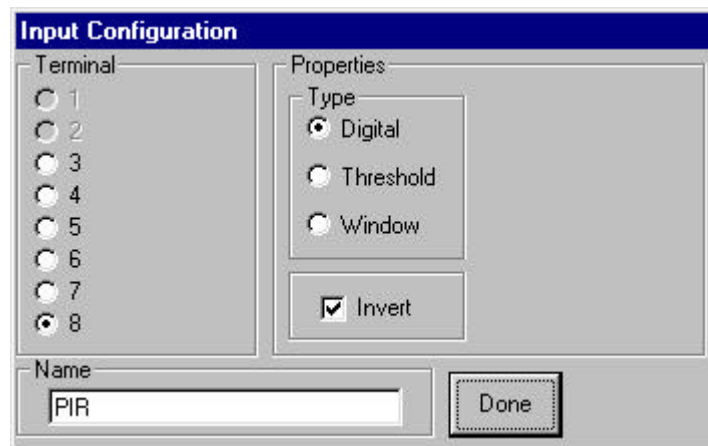 Input Configuration
Terminal
1
2
3
4
5
6
7
8
Properties
Type
Digital
Threshold
Window
Invert
Name
PIR
Done